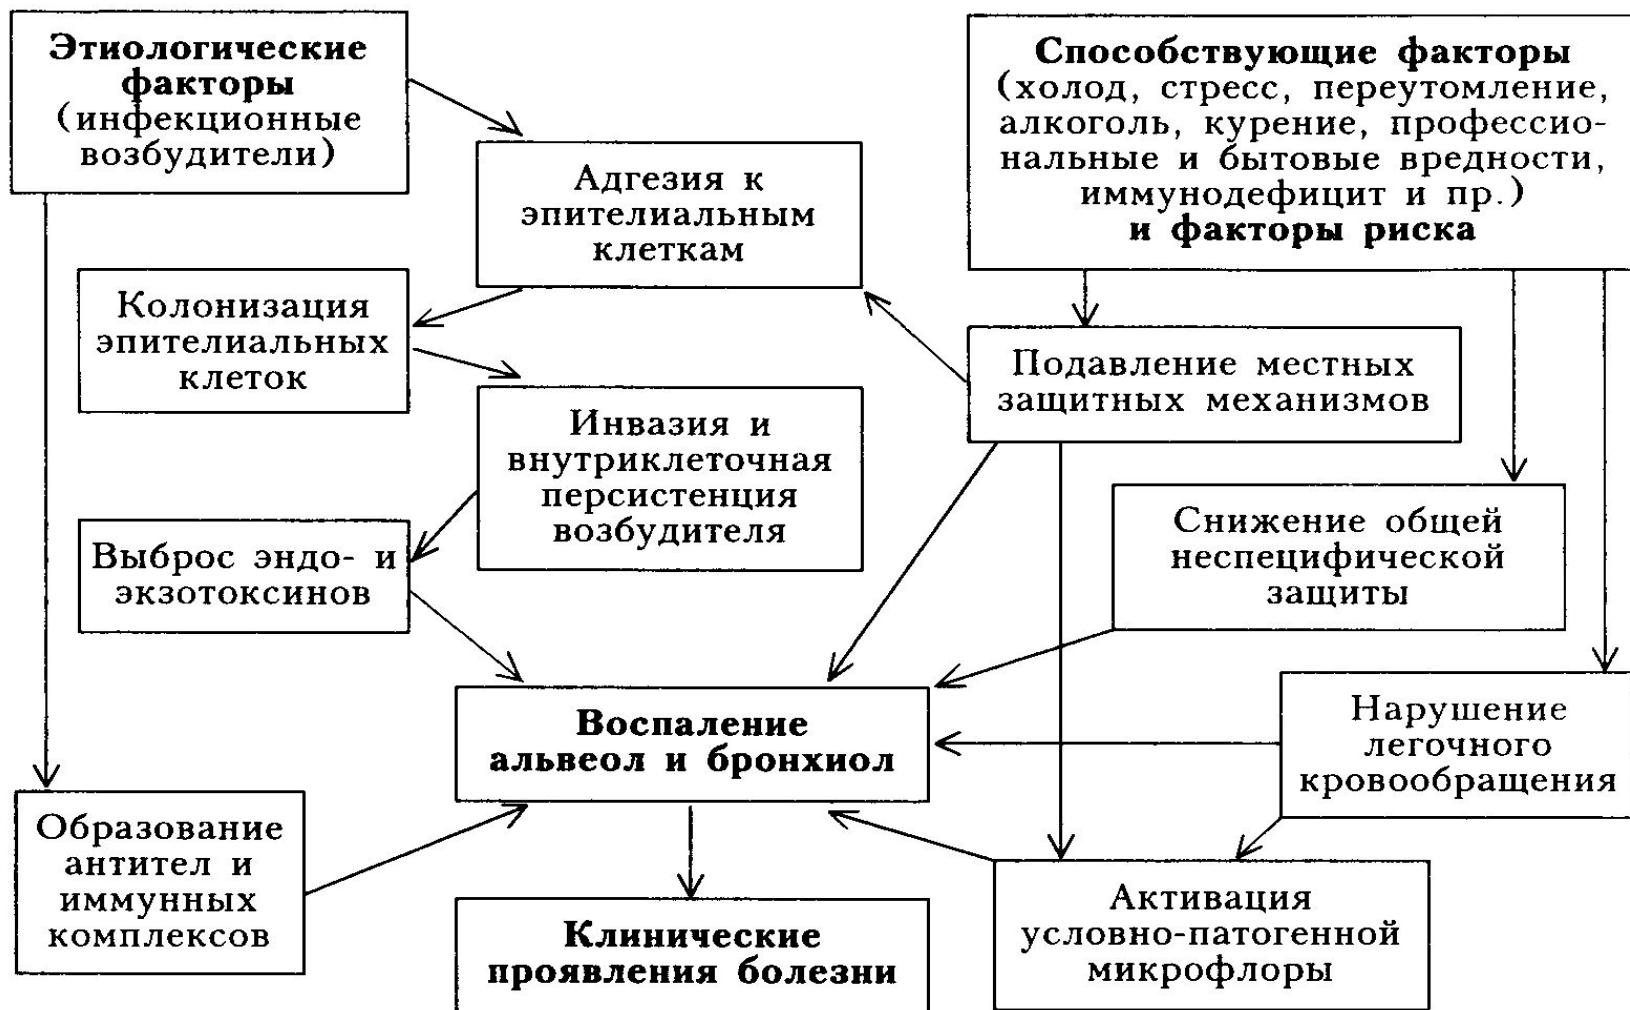 Этиологические
факторы
(инфекционные
возбудители)
Способствующие факторы
(холод, стресс, переутомление,
алкоголь, курение, профессио-
нальные и бытовые вредности,
иммунодефицит и пр.)
и факторы риска
Адгезия к
эпителиальным
клеткам
Колонизация
эпителиальных
клеток
Подавление местных
защитных механизмов
Инвазия и
внутриклеточная
персистенция
возбудителя
Снижение общей
неспецифической
защиты
Выброс эндо- и
экзотоксинов
Воспаление
альвеол и бронхиол
Нарушение
легочного
кровообращения
Образование
антител и
иммунных
комплексов
Активация
условно-патогенной
микрофлоры
Клинические
проявления болезни